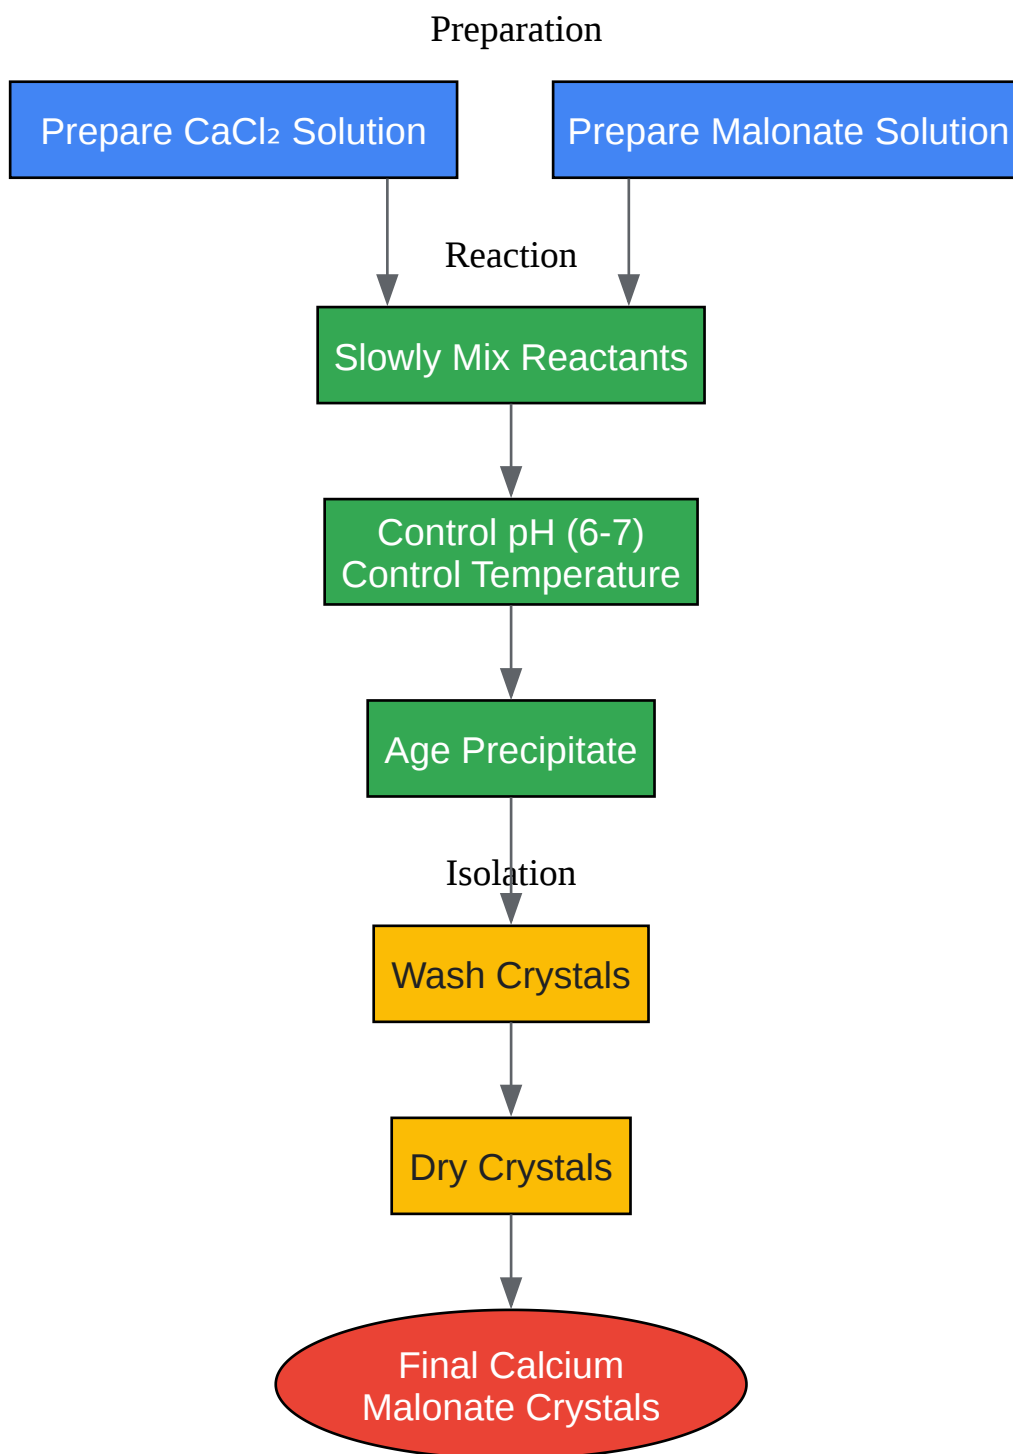 Preparation
Prepare CaCl₂ Solution
Prepare Malonate Solution
Reaction
Slowly Mix Reactants
Control pH (6-7)
Control Temperature
Age Precipitate
Isolation
Wash Crystals
Dry Crystals
Final Calcium
Malonate Crystals